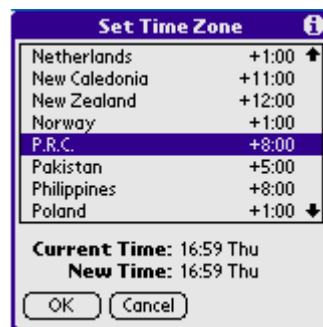 Set Time Zone
Netherlands +1:00
New Caledonia +11:00
New Zealand +12:00
Norway +1:00
P.R.C. +8:00
Pakistan +5:00
Philippines +8:00
Poland +1:00
Current Time: 16:59 Thu
New Time: 16:59 Thu
OK Cancel